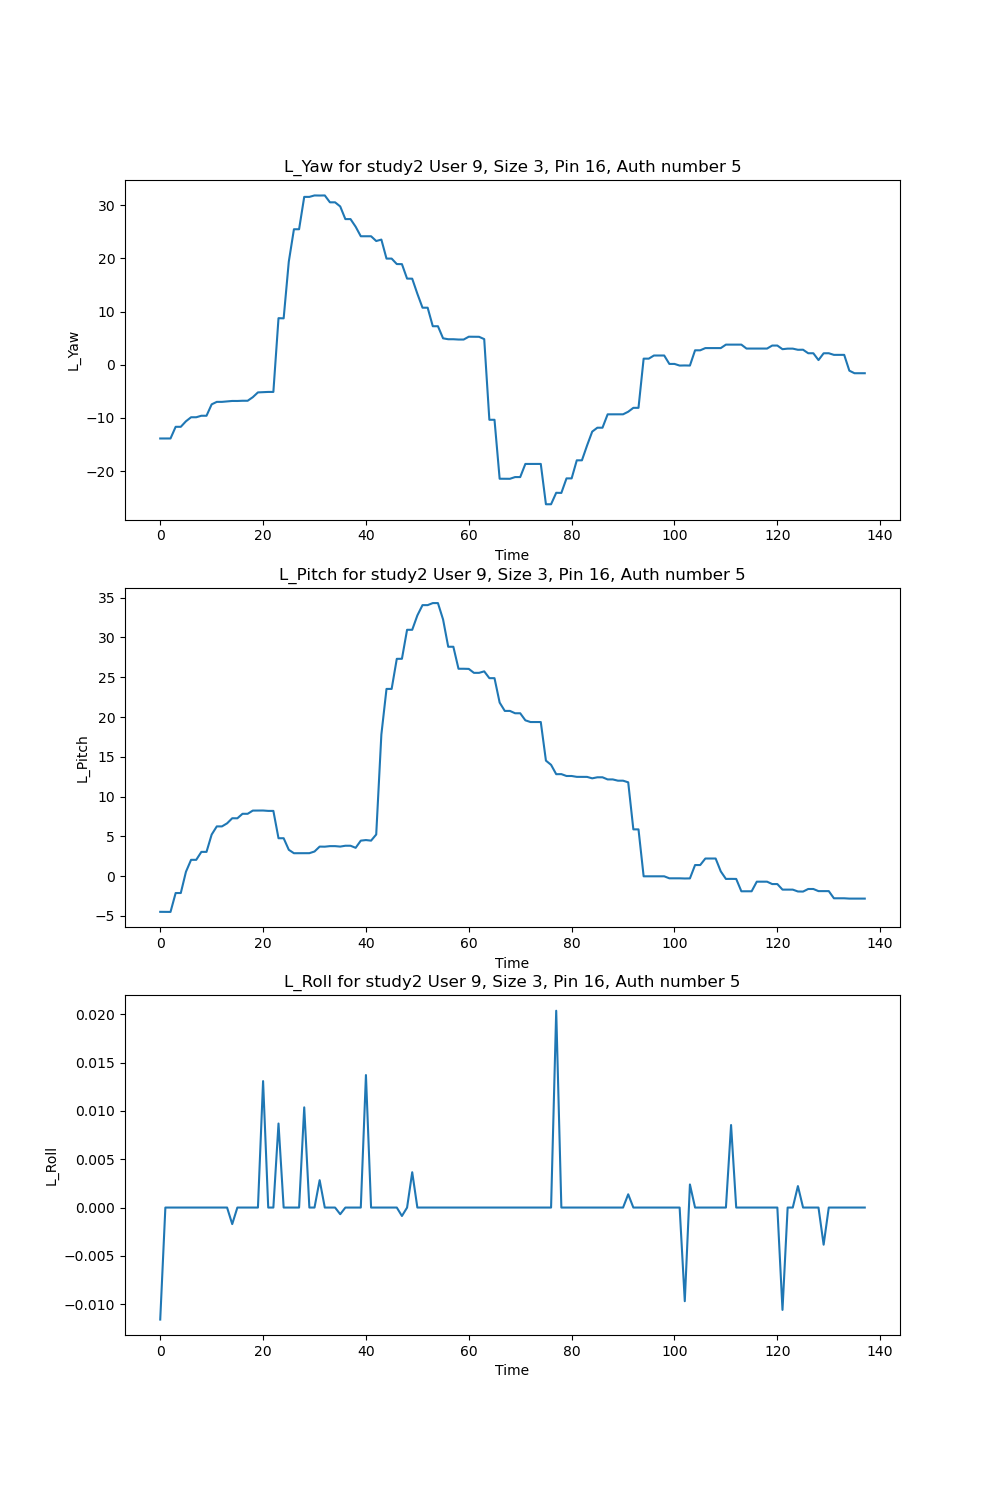 L_Yaw for study2 User 9, Size 3, Pin 16, Auth number 5
30
20
10
0
−10
−20
L_Yaw
0 20 40 60 80 100 120 140
Time
L_Pitch for study2 User 9, Size 3, Pin 16, Auth number 5
35
30
25
20
15
10
5
0
−5
L_Pitch
0 20 40 60 80 100 120 140
Time
L_Roll for study2 User 9, Size 3, Pin 16, Auth number 5
0.020
0.015
0.010
0.005
0.000
−0.005
−0.010
L_Roll
0 20 40 60 80 100 120 140
Time